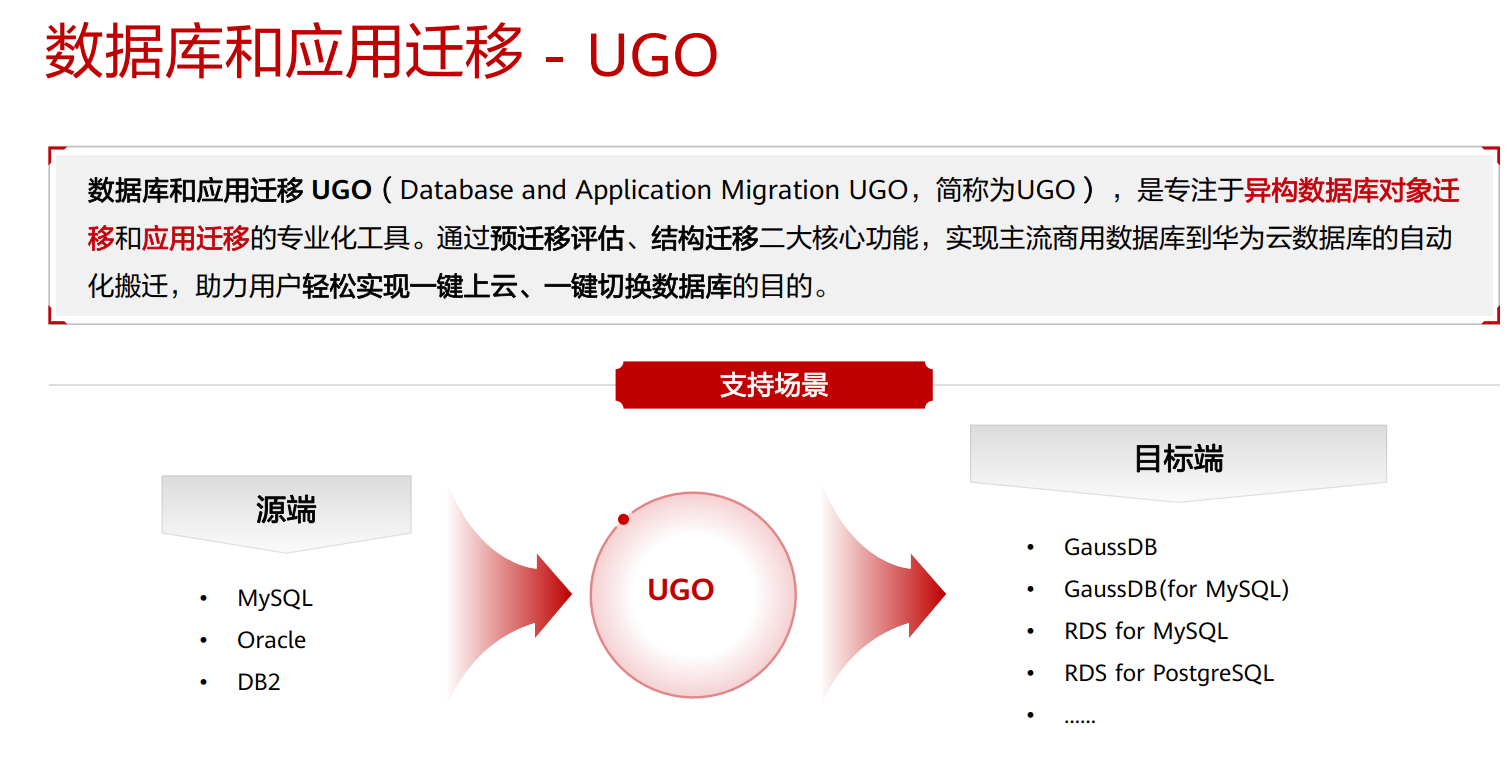 数据库和应用迁移 - UGO
数据库和应用迁移 UGO（Database and Application Migration UGO，简称为UGO），是专注于异构数据库对象迁
移和应用迁移的专业化工具。通过预迁移评估、结构迁移二大核心功能，实现主流商用数据库到华为云数据库的自动
化搬迁，助力用户轻松实现一键上云、一键切换数据库的目的。
支持场景
源端
• MySQL
• Oracle
• DB2
UGO
目标端
• GaussDB
• GaussDB(for MySQL)
• RDS for MySQL
• RDS for PostgreSQL
• ......